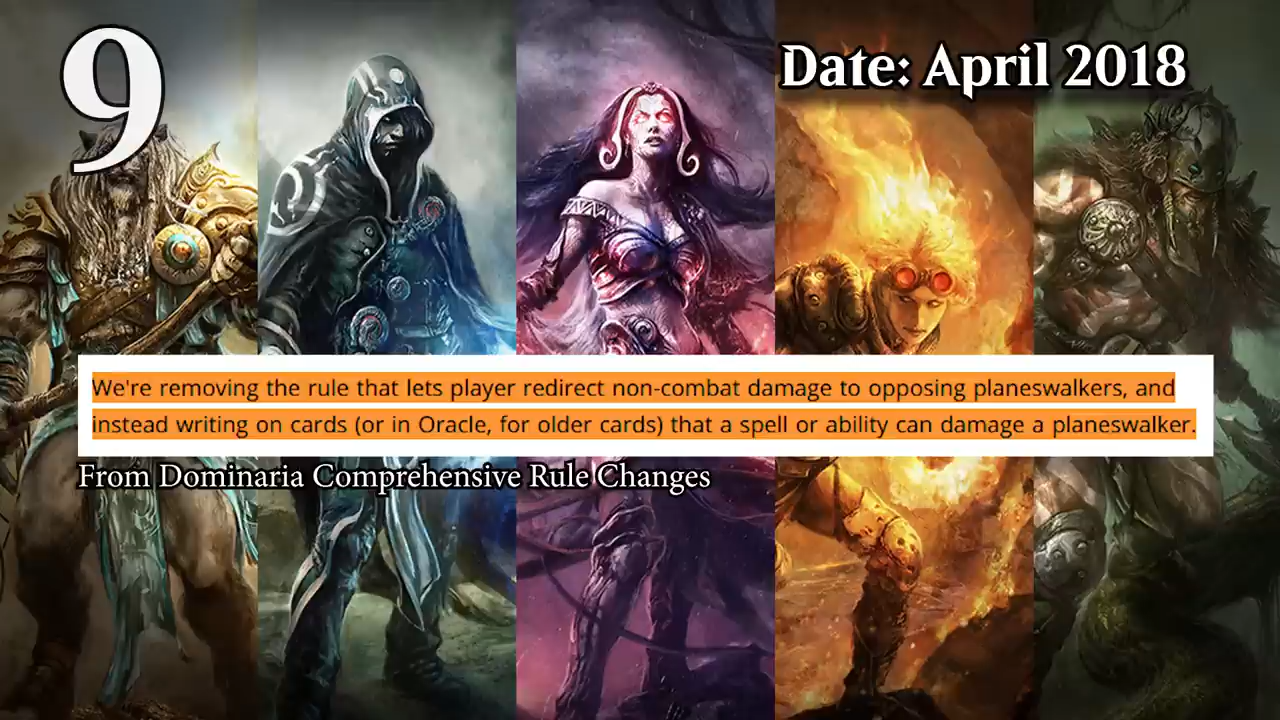 9
Date: April 2018
We're removing the rule that lets player redirect non-combat damage to opposing planeswalkers, and
instead writing on cards (or in Oracle, for older cards) that a spell or ability can damage a planeswalker.
From Dominaria Comprehensive Rule Changes